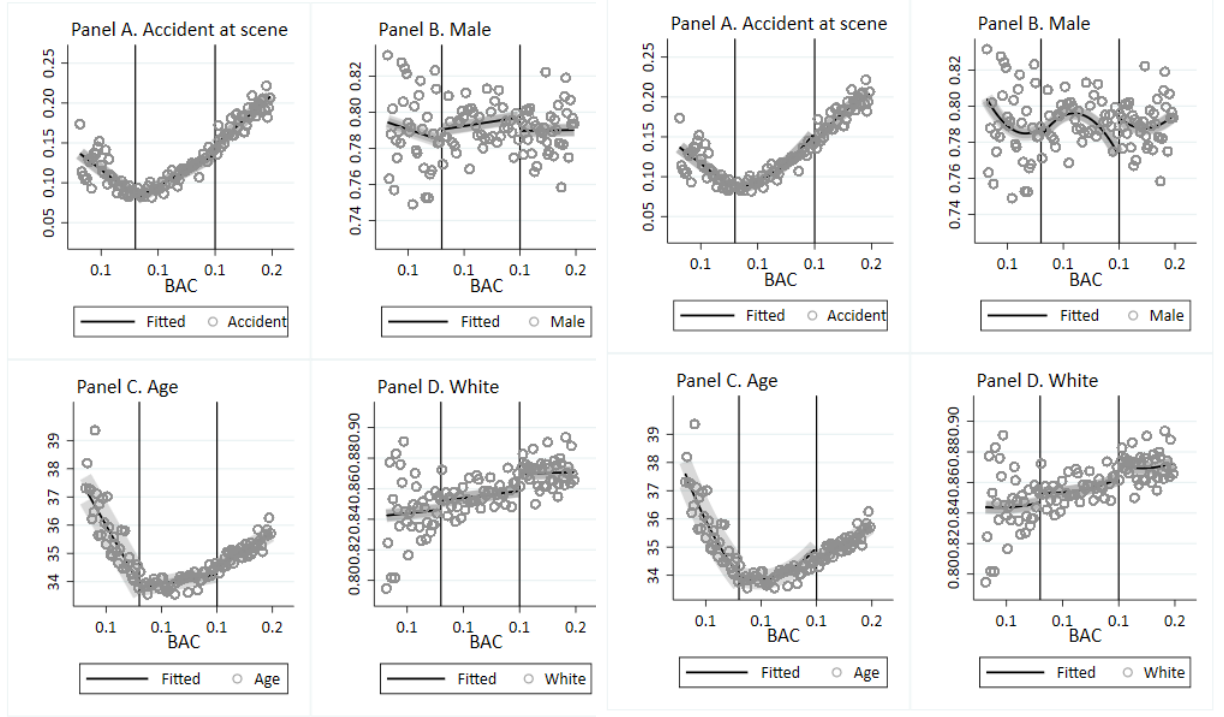 Panel A. Accident at scene
0.25
0.20
0.15
0.10
0.05
0.1 0.1 0.1 0.2
BAC
Fitted Accident
Panel B. Male
0.82
0.80
0.78
0.76
0.74
0.1 0.1 0.1 0.2
BAC
Fitted Male
Panel A. Accident at scene
0.25
0.20
0.15
0.10
0.05
0.1 0.1 0.1 0.2
BAC
Fitted Accident
Panel B. Male
0.82
0.80
0.78
0.76
0.74
0.1 0.1 0.1 0.2
BAC
Fitted Male
Panel C. Age
39
38
37
36
35
34
0.1 0.1 0.1 0.2
BAC
Fitted Age
Panel D. White
0.800.820.840.860.880.90
0.1 0.1 0.1 0.2
BAC
Fitted White
Panel C. Age
39
38
37
36
35
34
0.1 0.1 0.1 0.2
BAC
Fitted Age
Panel D. White
0.800.820.840.860.880.90
0.1 0.1 0.1 0.2
BAC
Fitted White